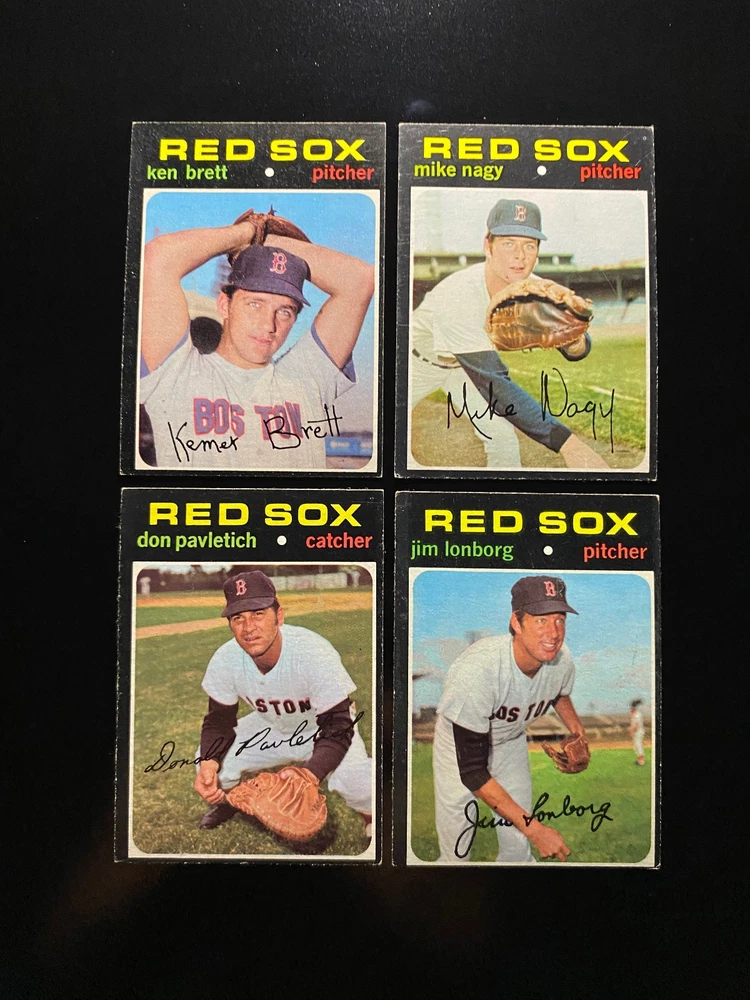 RED SOX
ken brett • pitcher
B
BOSTON
Kemer Brett
RED SOX
mike nagy • pitcher
B
Mike Nagy
RED SOX
don pavletich • catcher
B
STON
Donald Pavletich
RED SOX
jim lonborg • pitcher
B
BOSTON
Jim Lonborg